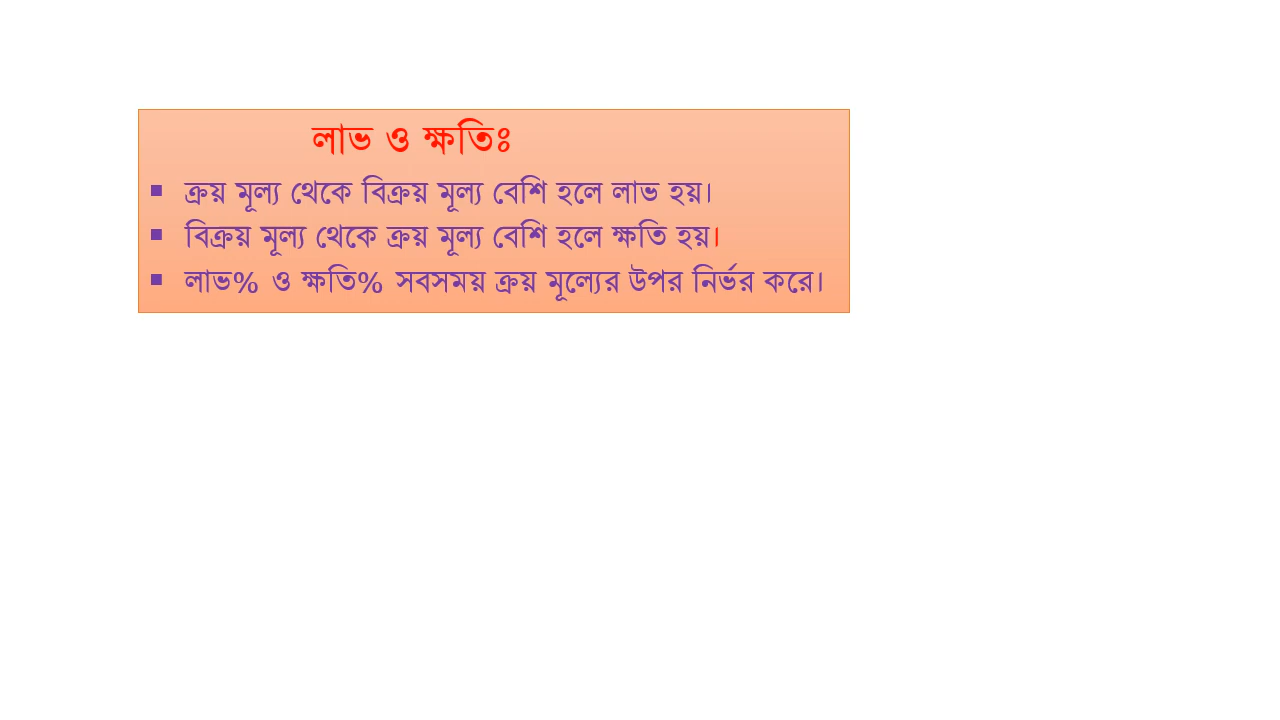 লাভ ও ক্ষতিঃ
▪ ক্রয় মূল্য থেকে বিক্রয় মূল্য বেশি হলে লাভ হয়।
▪ বিক্রয় মূল্য থেকে ক্রয় মূল্য বেশি হলে ক্ষতি হয়।
▪ লাভ% ও ক্ষতি% সবসময় ক্রয় মূল্যের উপর নির্ভর করে।